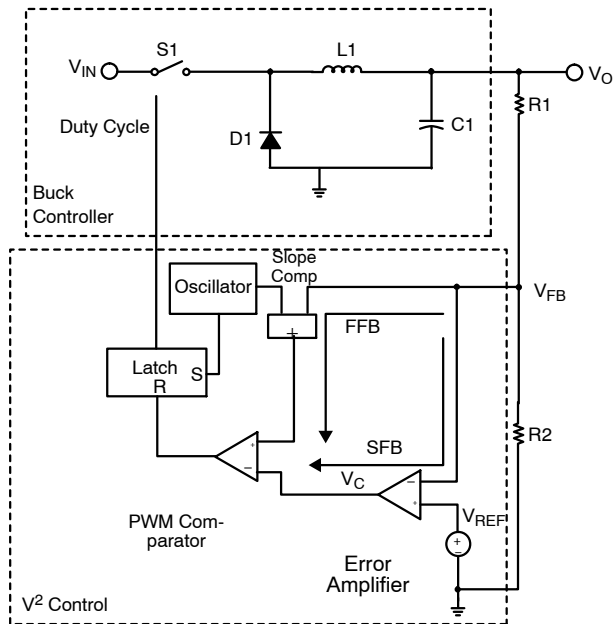 S1
L1
V_IN
V_O
R1
Duty Cycle
D1
C1
Buck
Controller
Slope
Comp
Oscillator
V_FB
+
FFB
Latch
S
R
R2
+
SFB
−
V_C
−
+
V_REF
PWM Com-
parator
+
−
Error
Amplifier
V² Control